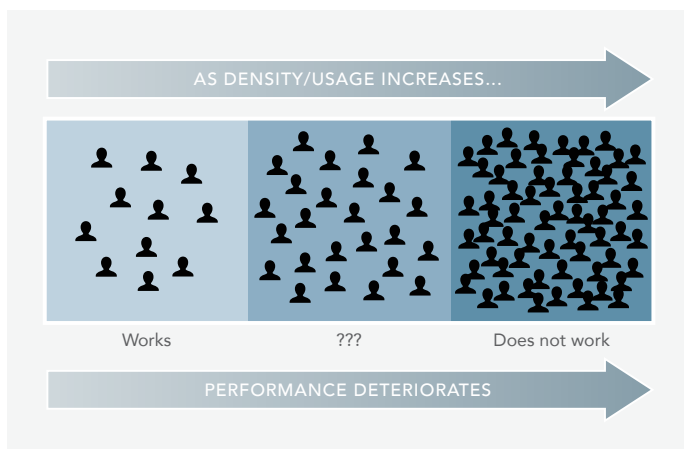 AS DENSITY/USAGE INCREASES...
Works
???
Does not work
PERFORMANCE DETERIORATES